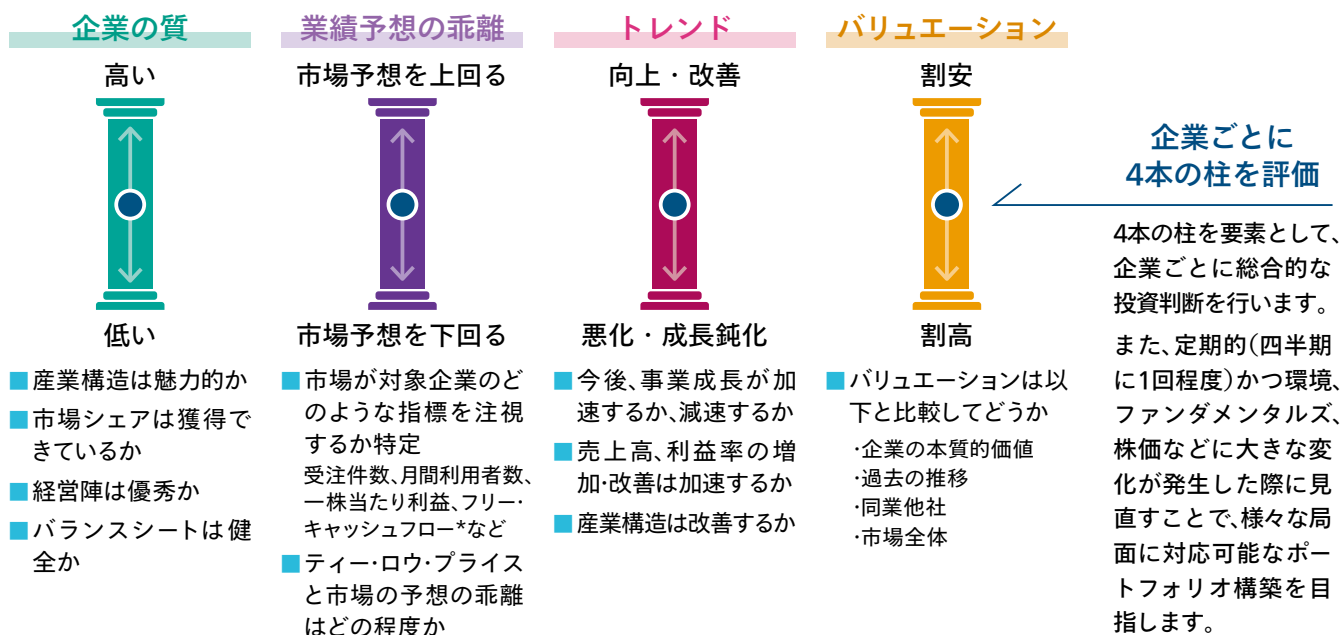 企業の質
高い
低い
■産業構造は魅力的か
■市場シェアは獲得で
きているか
■経営陣は優秀か
■バランスシートは健
全か
業績予想の乖離
市場予想を上回る
市場予想を下回る
■市場が対象企業のど
のような指標を注視
するか特定
受注件数、月間利用者数、
一株当たり利益、フリー・
キャッシュフロー*など
■ティー・ロウ・プライス
と市場の予想の乖離
はどの程度か
トレンド
向上・改善
悪化・成長鈍化
■今後、事業成長が加
速するか、減速するか
■売上高、利益率の増
加・改善は加速するか
■産業構造は改善するか
バリュエーション
割安
割高
■バリュエーションは以
下と比較してどうか
・企業の本質的価値
・過去の推移
・同業他社
・市場全体
企業ごとに
4本の柱を評価
4本の柱を要素として、
企業ごとに総合的な
投資判断を行います。
また、定期的（四半期
に1回程度）かつ環境、
ファンダメンタルズ、
株価などに大きな変
化が発生した際に見
直すことで、様々な局
面に対応可能なポー
トフォリオ構築を目
指します。